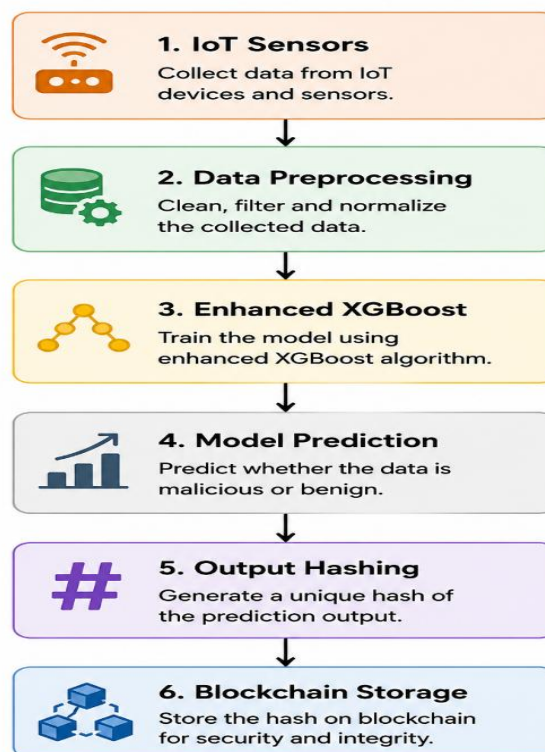 1. IoT Sensors
Collect data from IoT
devices and sensors.
2. Data Preprocessing
Clean, filter and normalize
the collected data.
3. Enhanced XGBoost
Train the model using
enhanced XGBoost algorithm.
4. Model Prediction
Predict whether the data is
malicious or benign.
#
5. Output Hashing
Generate a unique hash of
the prediction output.
6. Blockchain Storage
Store the hash on blockchain
for security and integrity.